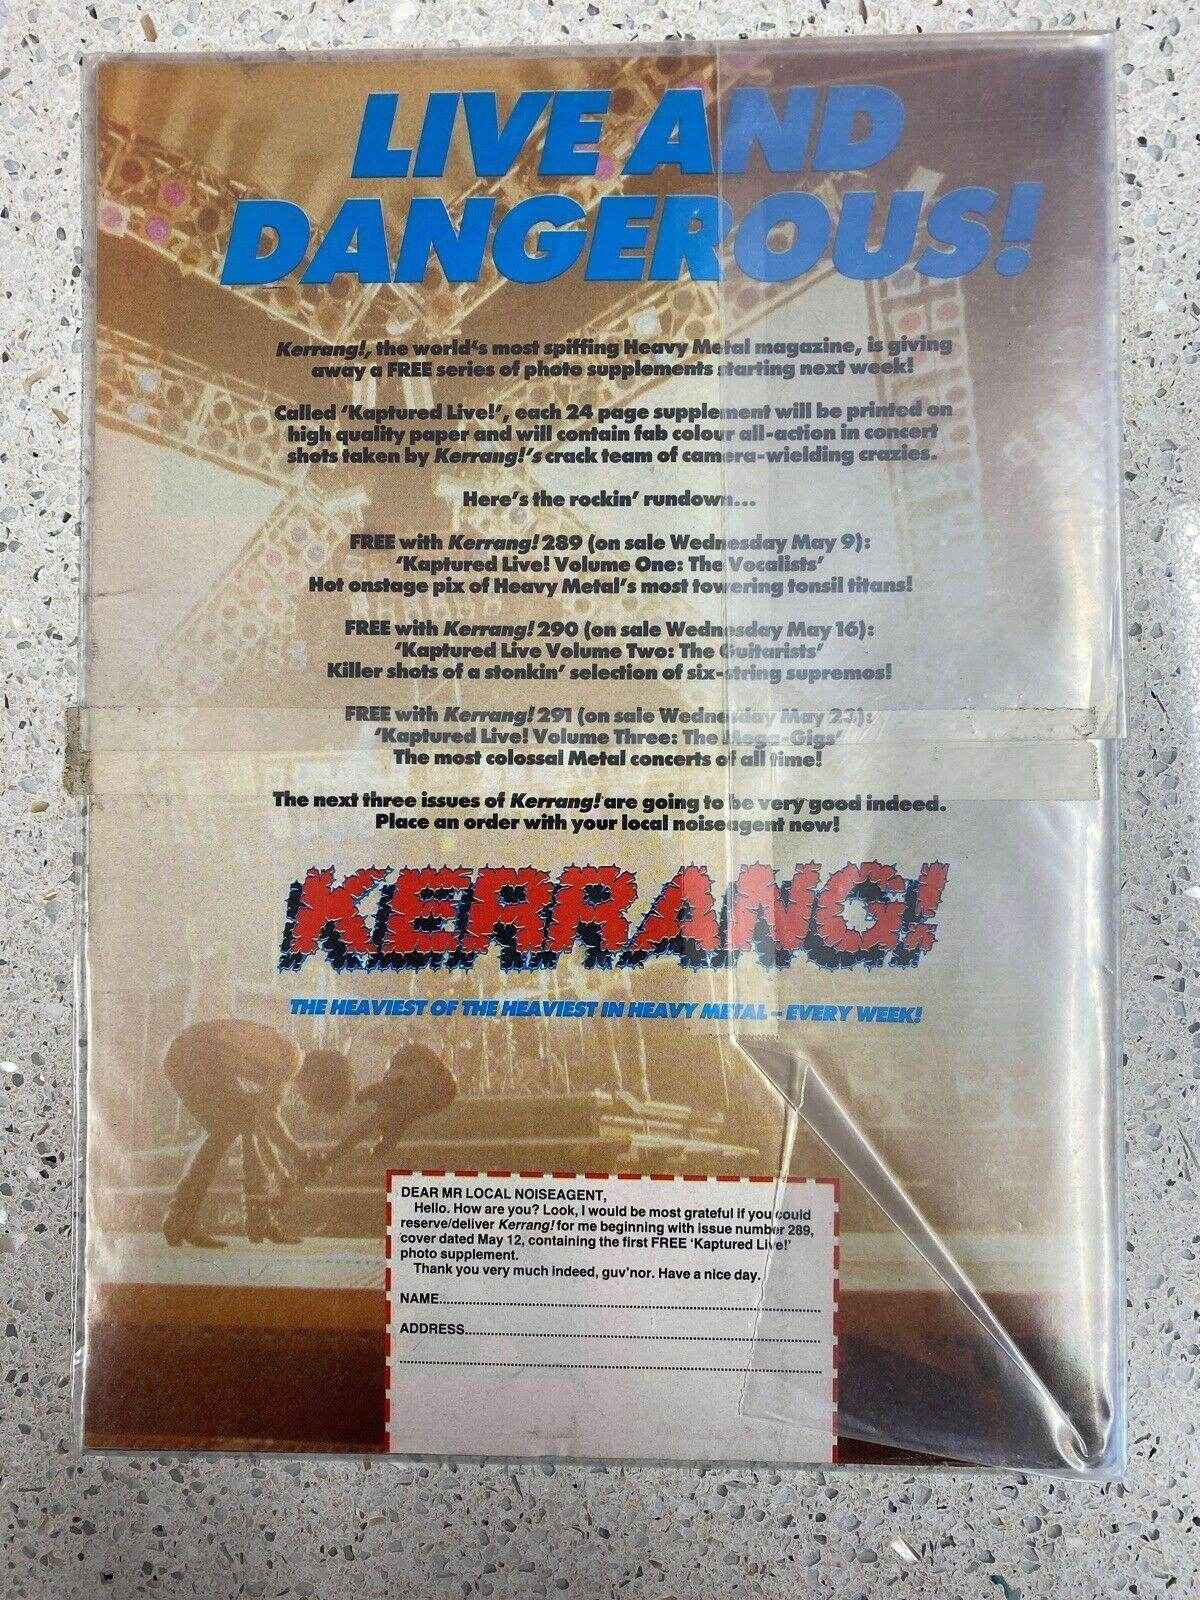 LIVE AND
DANGEROUS!
Kerrang!, the world's most spiffing Heavy Metal magazine, is giving
away a FREE series of photo supplements starting next week!
Called 'Kaptured Live!', each 24 page supplement will be printed on
high quality paper and will contain fab colour all-action in concert
shots taken by Kerrang!'s crack team of camera-wielding crazies.
Here's the rockin' rundown...
FREE with Kerrang! 289 (on sale Wednesday May 9):
'Kaptured Live! Volume One: The Vocalists'
Hot onstage pix of Heavy Metal's most towering tonsil titans!
FREE with Kerrang! 290 (on sale Wednesday May 16):
'Kaptured Live Volume Two: The Guitarists'
Killer shots of a stonkin' selection of six-string supremos!
FREE with Kerrang! 291 (on sale Wednesday May 23):
'Kaptured Live! Volume Three: The Mega-Gigs'
The most colossal Metal concerts of all time!
The next three issues of Kerrang! are going to be very good indeed.
Place an order with your local noiseagent now!
KERRANG!
THE HEAVIEST OF THE HEAVIEST IN HEAVY METAL – EVERY WEEK!
DEAR MR LOCAL NOISEAGENT,
Hello. How are you? Look, I would be most grateful if you could
reserve/deliver Kerrang! for me beginning with issue number 289,
cover dated May 12, containing the first FREE 'Kaptured Live!'
photo supplement.
Thank you very much indeed, guv'nor. Have a nice day.
NAME
ADDRESS